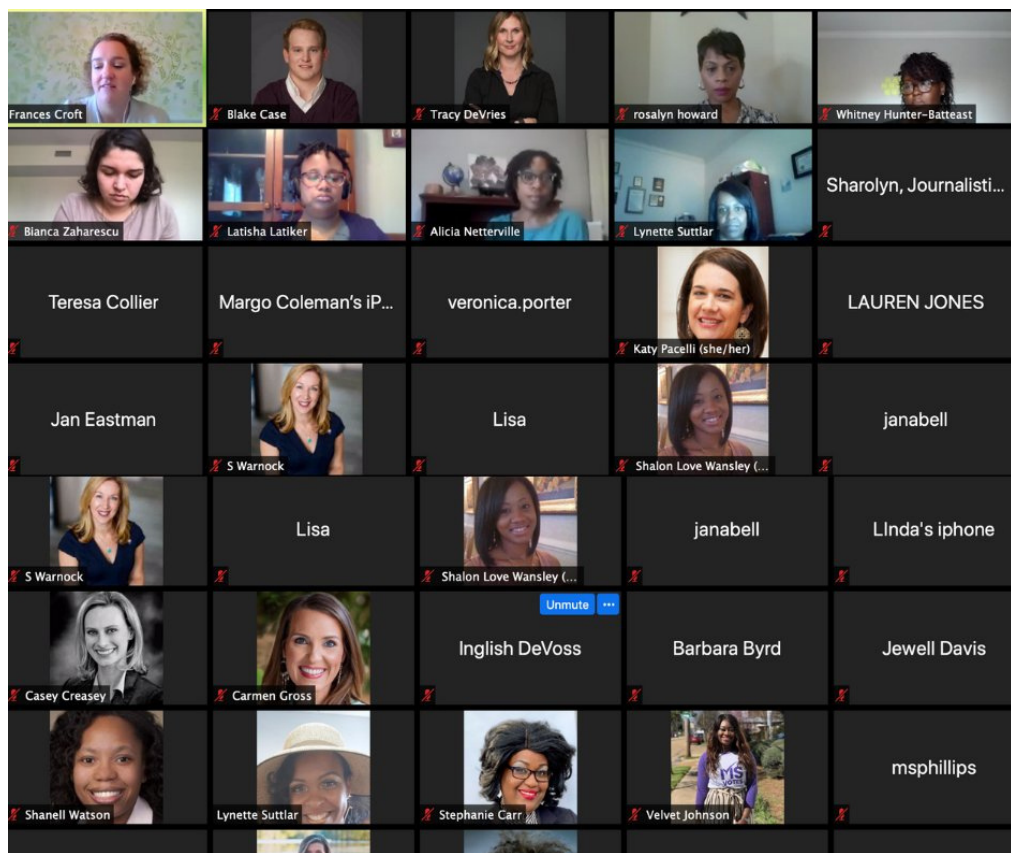 Frances Croft
Blake Case
Tracy DeVries
rosalyn howard
Whitney Hunter-Batteast
Bianca Zaharescu
Latisha Latiker
Alicia Netterville
Lynette Suttlar
Sharolyn, Journalisti...
Teresa Collier
Margo Coleman's iP...
veronica.porter
Katy Pacelli (she/her)
LAUREN JONES
Jan Eastman
S Warnock
Lisa
Shalon Love Wansley (...
janabell
S Warnock
Lisa
Shalon Love Wansley (...
janabell
LInda's iphone
Casey Creasey
Carmen Gross
Unmute ...
Inglish DeVoss
Barbara Byrd
Jewell Davis
Shanell Watson
Lynette Suttlar
Stephanie Carr
MS
VOTES
Velvet Johnson
msphillips